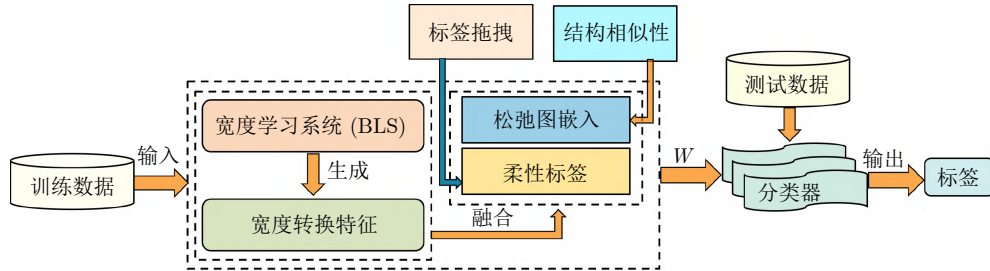 标签拖拽
结构相似性
测试数据
宽度学习系统 (BLS)
松弛图嵌入
输入
生成
柔性标签
W
输出
训练数据
分类器
标签
宽度转换特征
融合